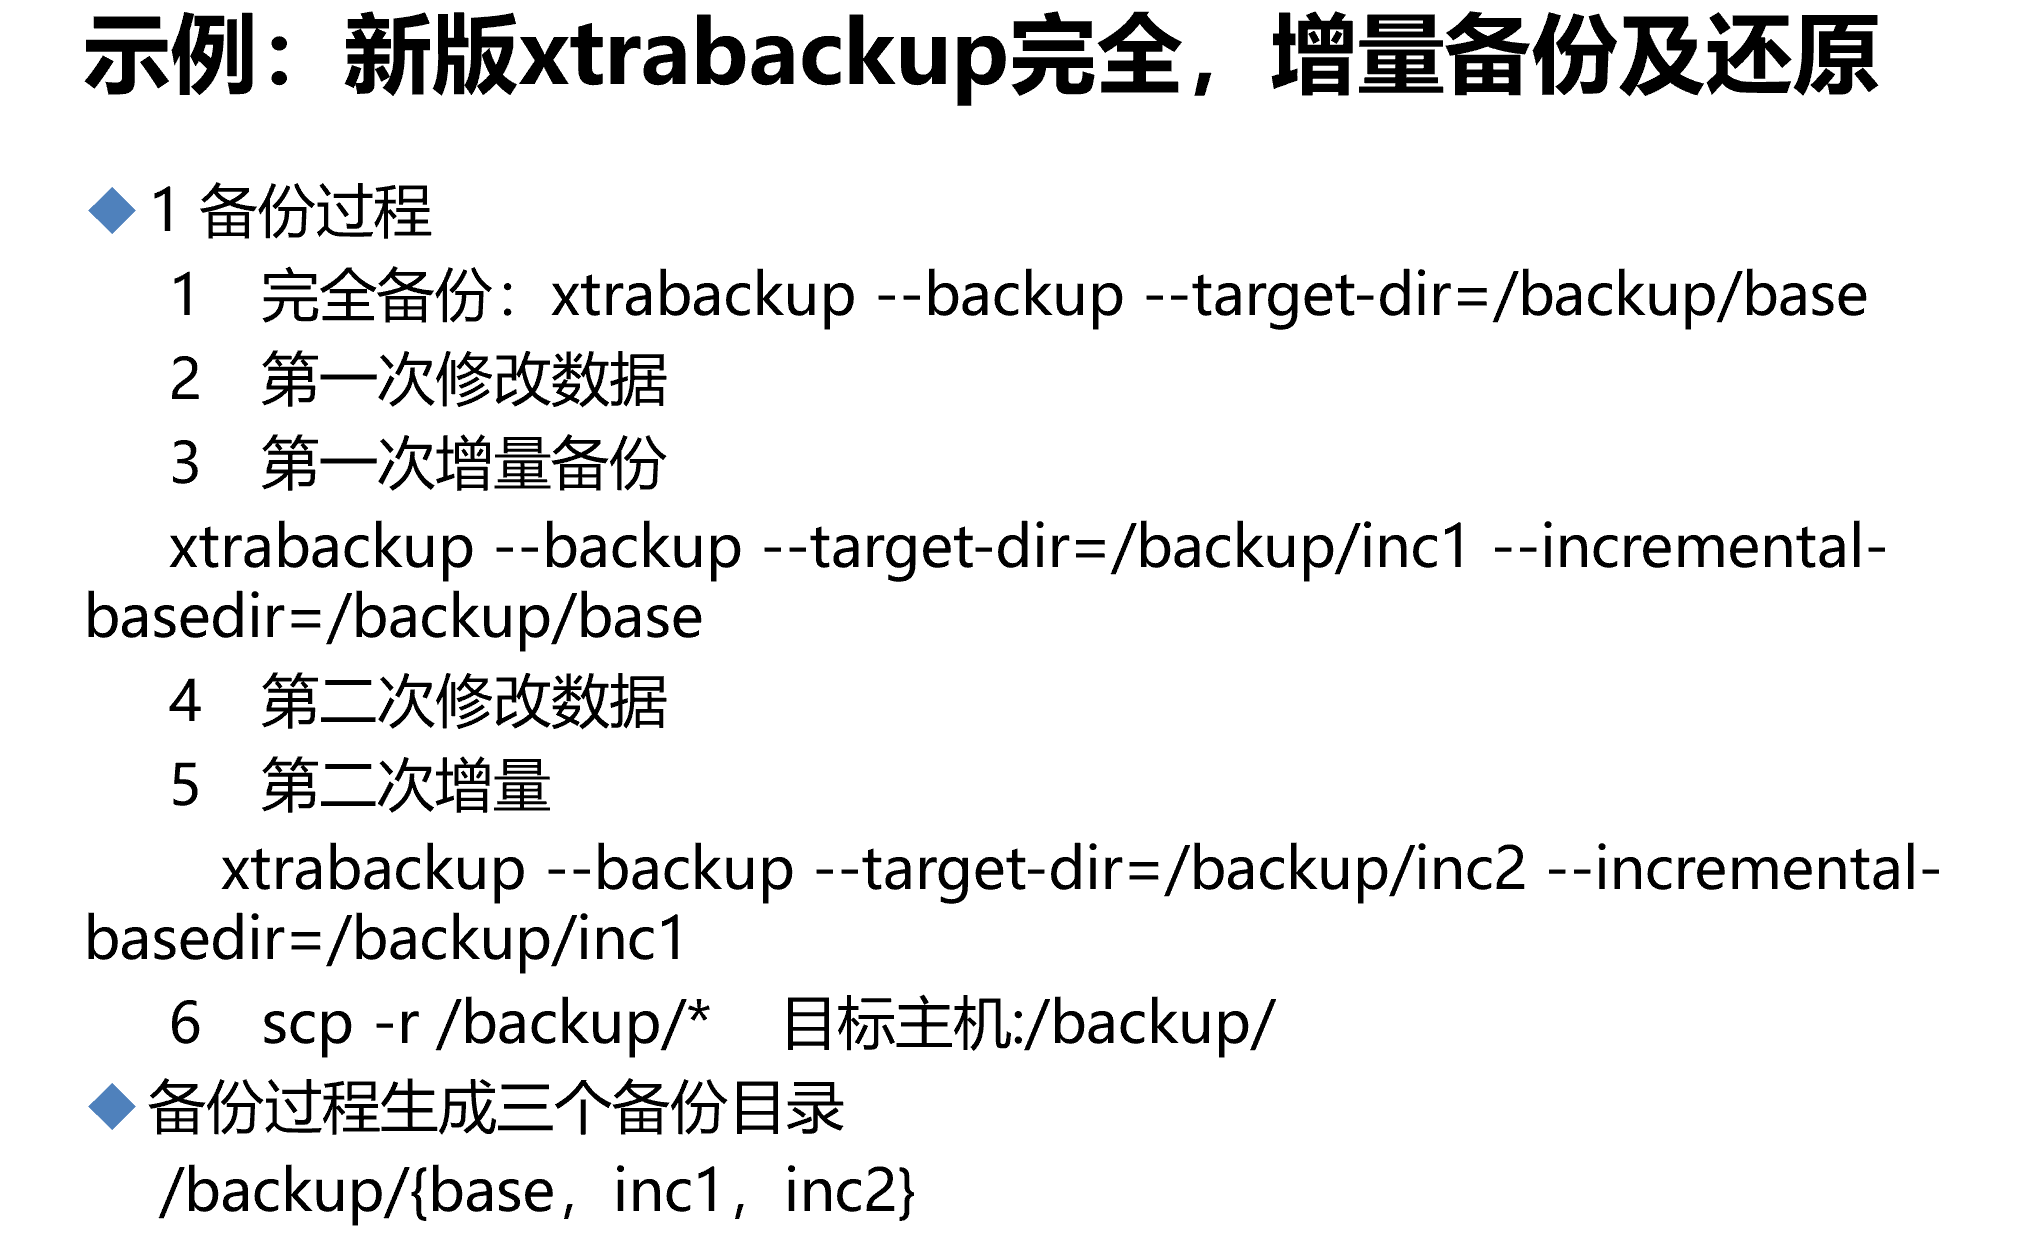 示例：新版xtrabackup完全，增量备份及还原
1 备份过程
1 完全备份：xtrabackup --backup --target-dir=/backup/base
2 第一次修改数据
3 第一次增量备份
xtrabackup --backup --target-dir=/backup/inc1 --incremental-
basedir=/backup/base
4 第二次修改数据
5 第二次增量
xtrabackup --backup --target-dir=/backup/inc2 --incremental-
basedir=/backup/inc1
6 scp -r /backup/* 目标主机:/backup/
备份过程生成三个备份目录
/backup/{base，inc1，inc2}